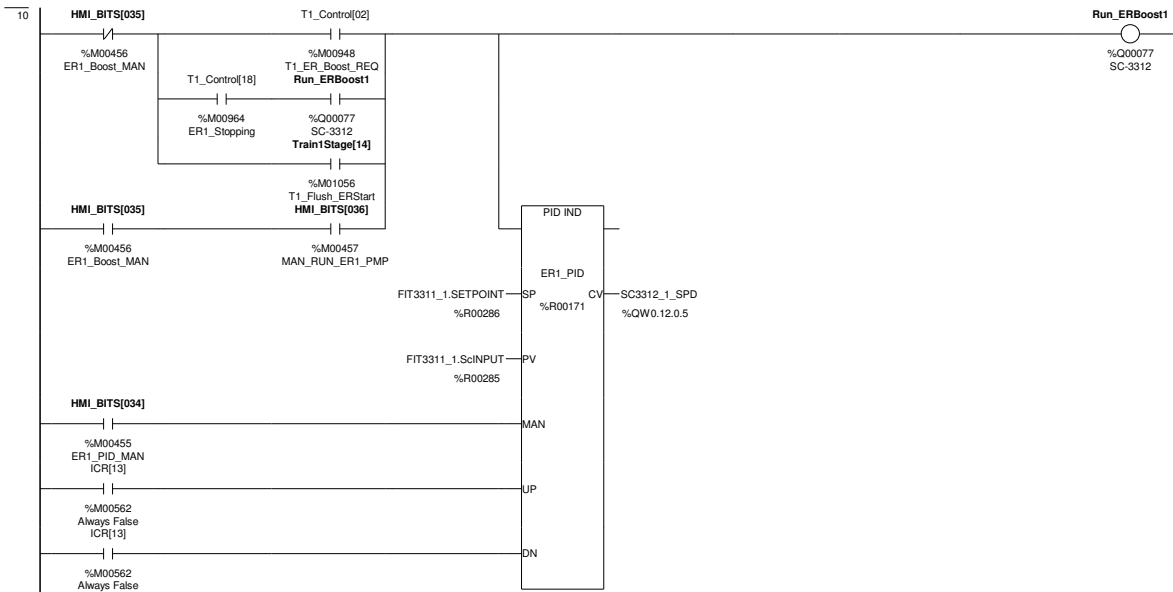 10
HMI_BITS[035]
T1_Control[02]
Run_ERBoost1
%M00456
%M00948
%Q00077
ER1_Boost_MAN
T1_ER_Boost_REQ
SC-3312
T1_Control[18]
Run_ERBoost1
%M00964
%Q00077
ER1_Stopping
SC-3312
Train1Stage[14]
%M01056
T1_Flush_ERStart
HMI_BITS[035]
HMI_BITS[036]
PID IND
%M00456
%M00457
ER1_Boost_MAN
MAN_RUN_ER1_PMP
ER1_PID
FIT3311_1.SETPOINT
SP
CV
SC3312_1_SPD
%R00286
%R00171
%QW0.12.0.5
FIT3311_1.ScINPUT
PV
%R00285
HMI_BITS[034]
MAN
%M00455
ER1_PID_MAN
ICR[13]
UP
%M00562
Always False
ICR[13]
DN
%M00562
Always False